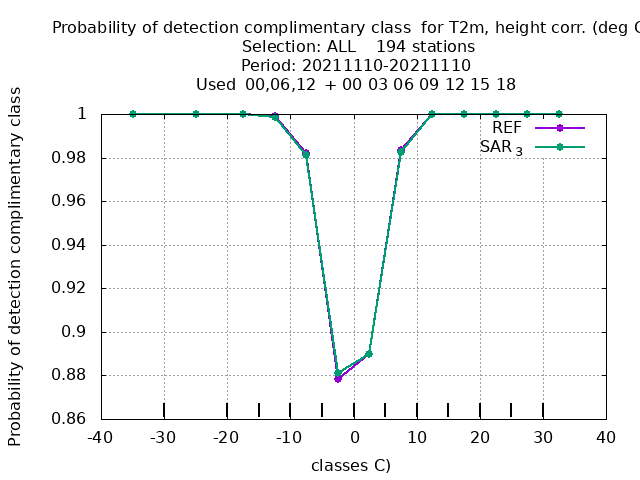 Probability of detection complimentary class for T2m, height corr. (deg
Selection: ALL 194 stations
Period: 20211110-20211110
Used 00,06,12 + 00 03 06 09 12 15 18
Probability of detection complimentary class
1
0.98
0.96
0.94
0.92
0.9
0.88
0.86
REF
SAR 3
-40 -30 -20 -10 0 10 20 30 40
classes C)